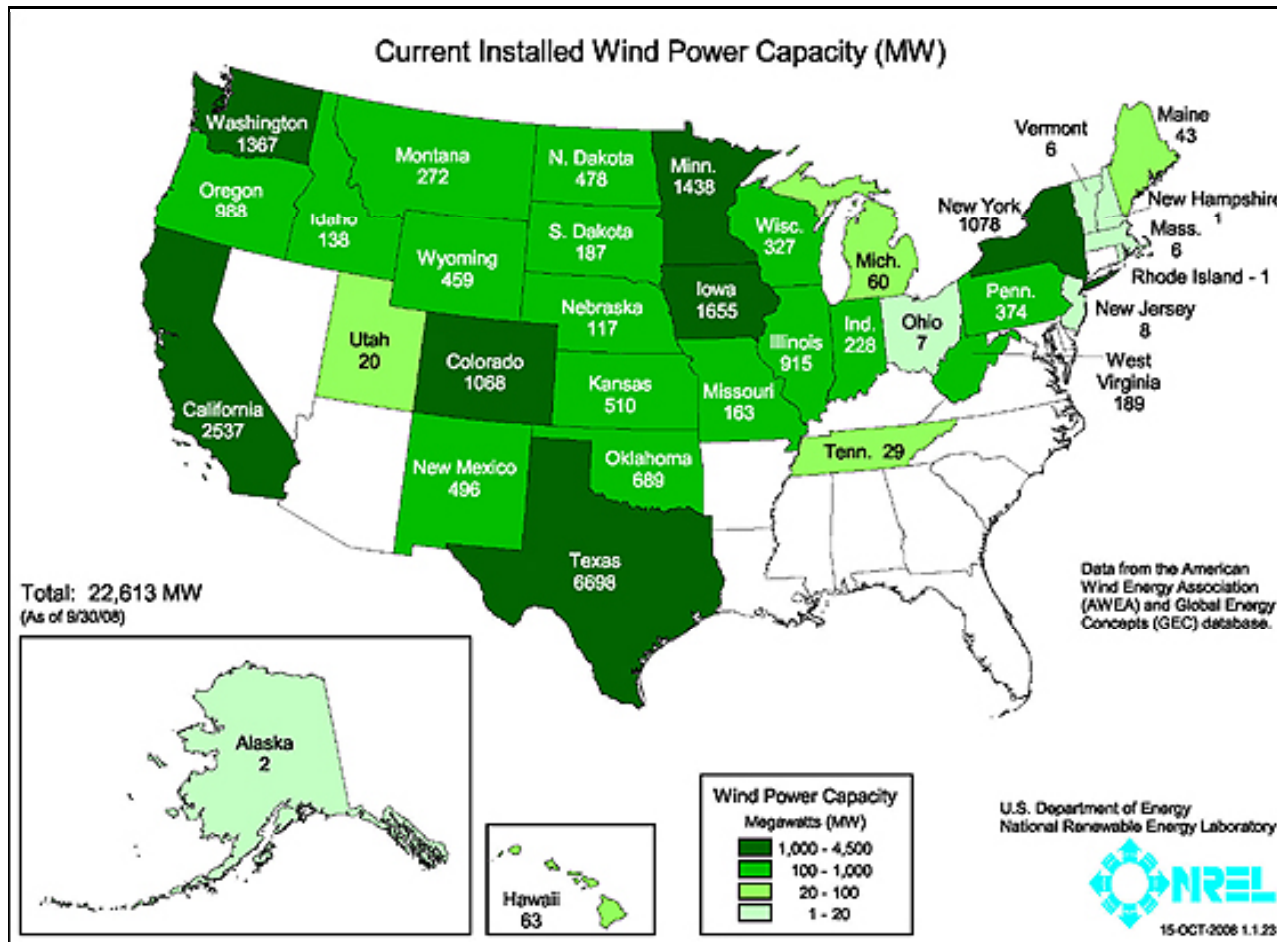 Current Installed Wind Power Capacity (MW)
Washington
1367
Oregon
988
Idaho
138
Montana
272
Wyoming
459
N. Dakota
478
S. Dakota
187
Nebraska
117
Kansas
510
Oklahoma
689
Minn.
1438
Iowa
1655
Missouri
163
Wisc.
327
Illinois
915
Mich.
60
Ind.
228
Ohio
7
Penn.
374
New York
1078
Vermont
6
Maine
43
New Hampshire
1
Mass.
6
Rhode Island - 1
New Jersey
8
West
Virginia
189
California
2537
Utah
20
Colorado
1068
New Mexico
496
Texas
6698
Tenn. 29
Total: 22,613 MW
(As of 9/30/08)
Data from the American
Wind Energy Association
(AWEA) and Global Energy
Concepts (GEC) database.
Alaska
2
Hawaii
63
Wind Power Capacity
Megawatts (MW)
1,000 - 4,500
100 - 1,000
20 - 100
1 - 20
U.S. Department of Energy
National Renewable Energy Laboratory
NREL
15-OCT-2008 1.1.23